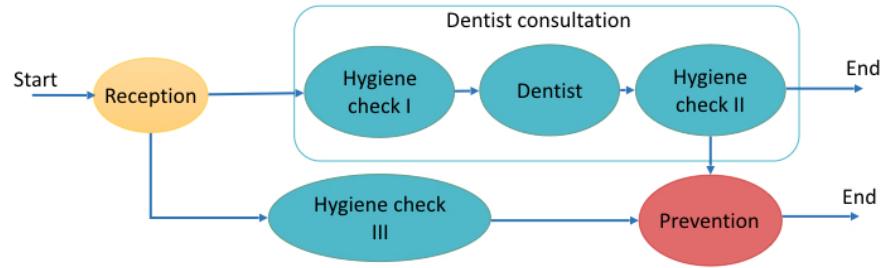 Dentist consultation
Start
Reception
Hygiene
check I
Dentist
Hygiene
check II
End
Hygiene check
III
Prevention
End